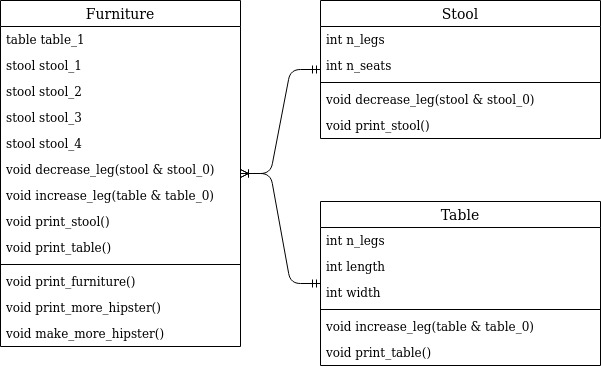 Furniture
table table_1
stool stool_1
stool stool_2
stool stool_3
stool stool_4
void decrease_leg(stool & stool_0)
void increase_leg(table & table_0)
void print_stool()
void print_table()
void print_furniture()
void print_more_hipster()
void make_more_hipster()
Stool
int n_legs
int n_seats
void decrease_leg(stool & stool_0)
void print_stool()
Table
int n_legs
int length
int width
void increase_leg(table & table_0)
void print_table()